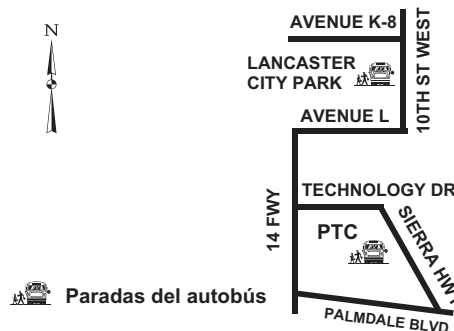 N
AVENUE K-8
LANCASTER
CITY PARK
10TH ST WEST
AVENUE L
14 FWY
TECHNOLOGY DR
PTC
SIERRA HWY
Paradas del autobús
PALMDALE BLVD